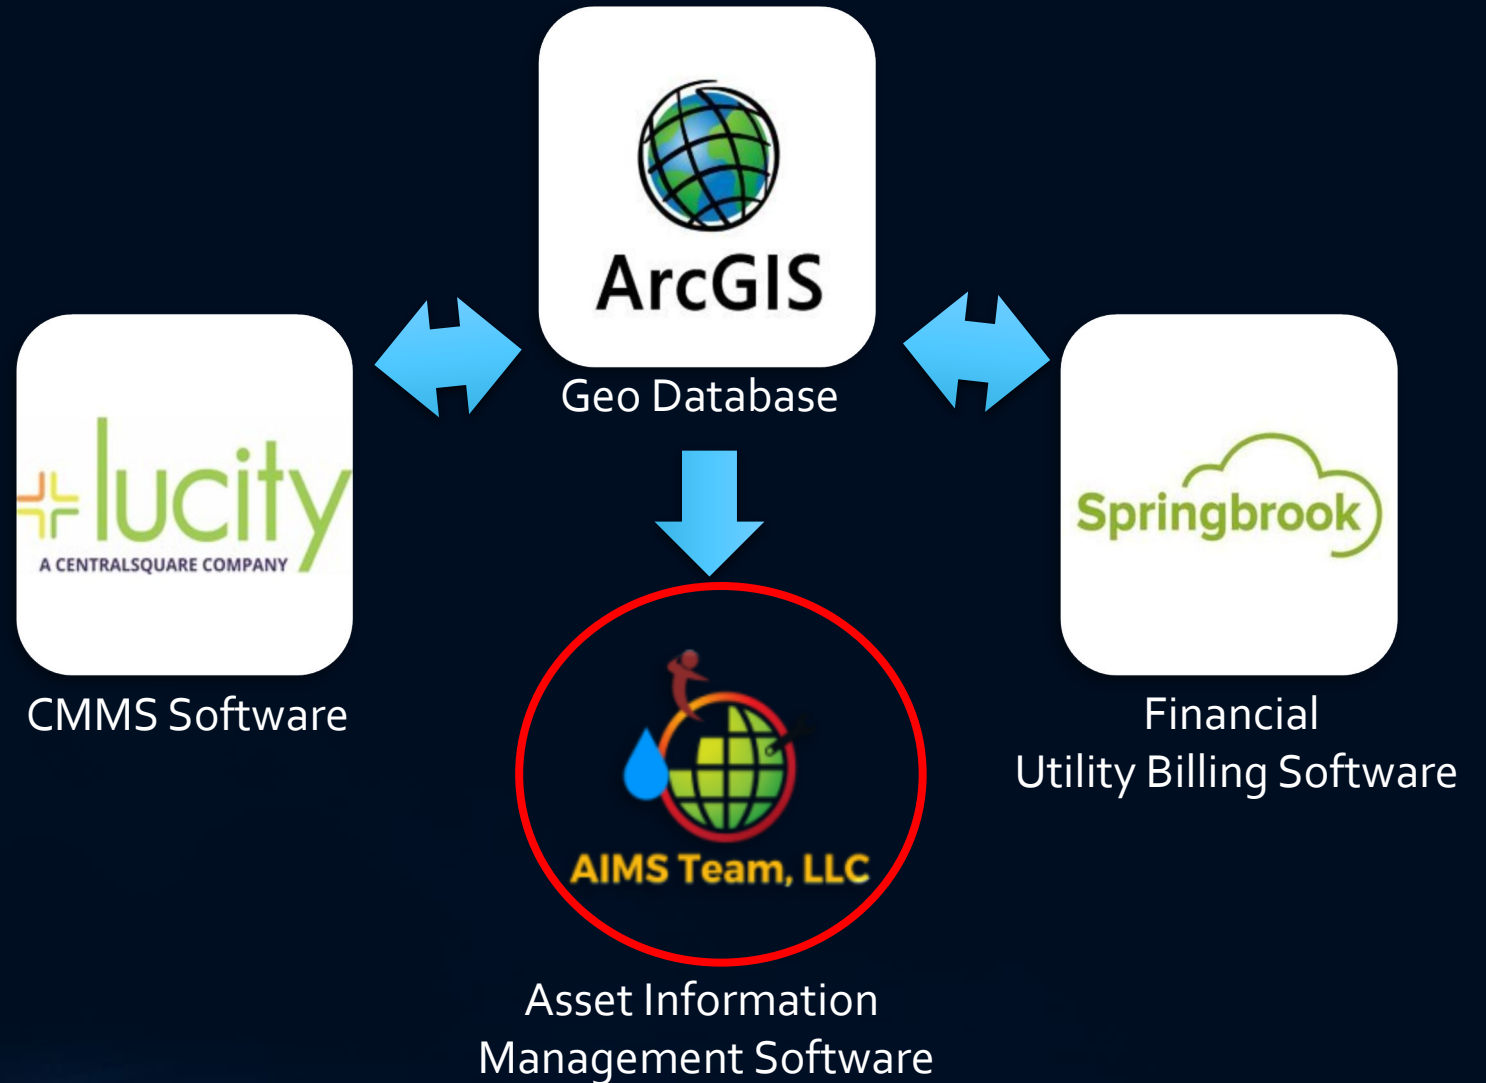 ArcGIS
Geo Database
lucity
A CENTRALSQUARE COMPANY
CMMS Software
Springbrook
Financial
Utility Billing Software
AIMS Team, LLC
Asset Information
Management Software